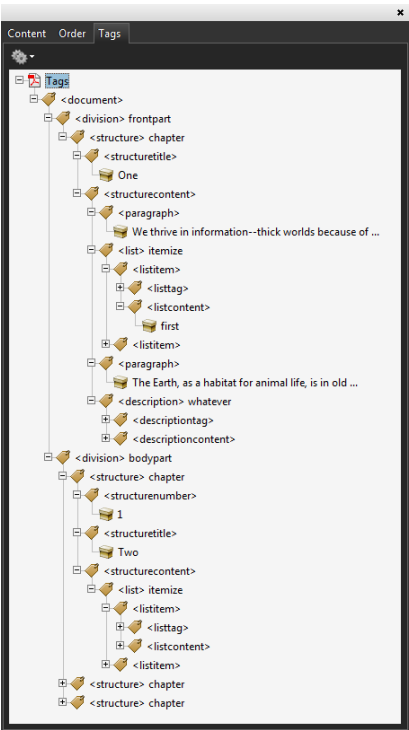 Content Order Tags
Tags
<document>
<division> frontpart
<structure> chapter
<structuretitle>
One
<structurecontent>
<paragraph>
We thrive in information--thick worlds because of ...
<list> itemize
<listitem>
<listtag>
<listcontent>
first
<listitem>
<paragraph>
The Earth, as a habitat for animal life, is in old ...
<description> whatever
<descriptiontag>
<descriptioncontent>
<division> bodypart
<structure> chapter
<structurenumber>
1
<structuretitle>
Two
<structurecontent>
<list> itemize
<listitem>
<listtag>
<listcontent>
<listitem>
<structure> chapter
<structure> chapter